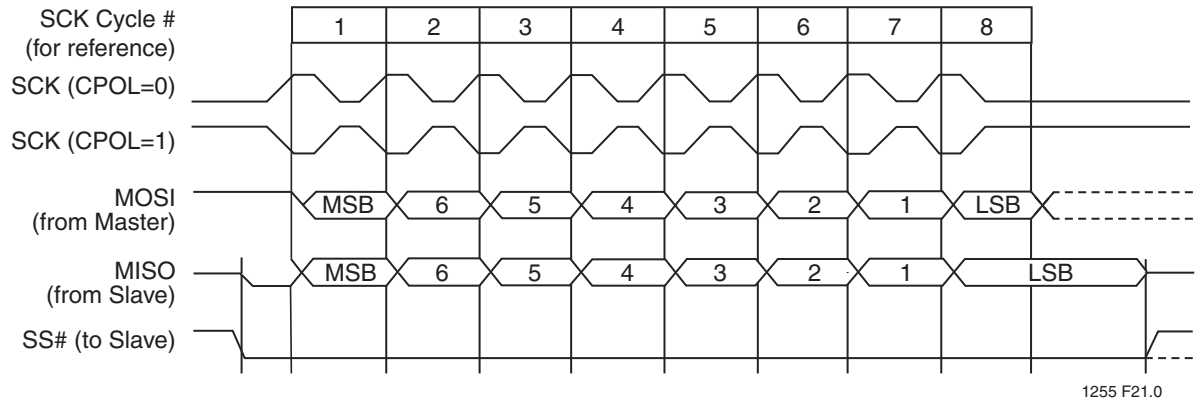 SCK Cycle #
(for reference)
1 2 3 4 5 6 7 8
SCK (CPOL=0)
SCK (CPOL=1)
MOSI
(from Master)
MSB 6 5 4 3 2 1 LSB
MISO
(from Slave)
MSB 6 5 4 3 2 1 LSB
SS# (to Slave)
1255 F21.0